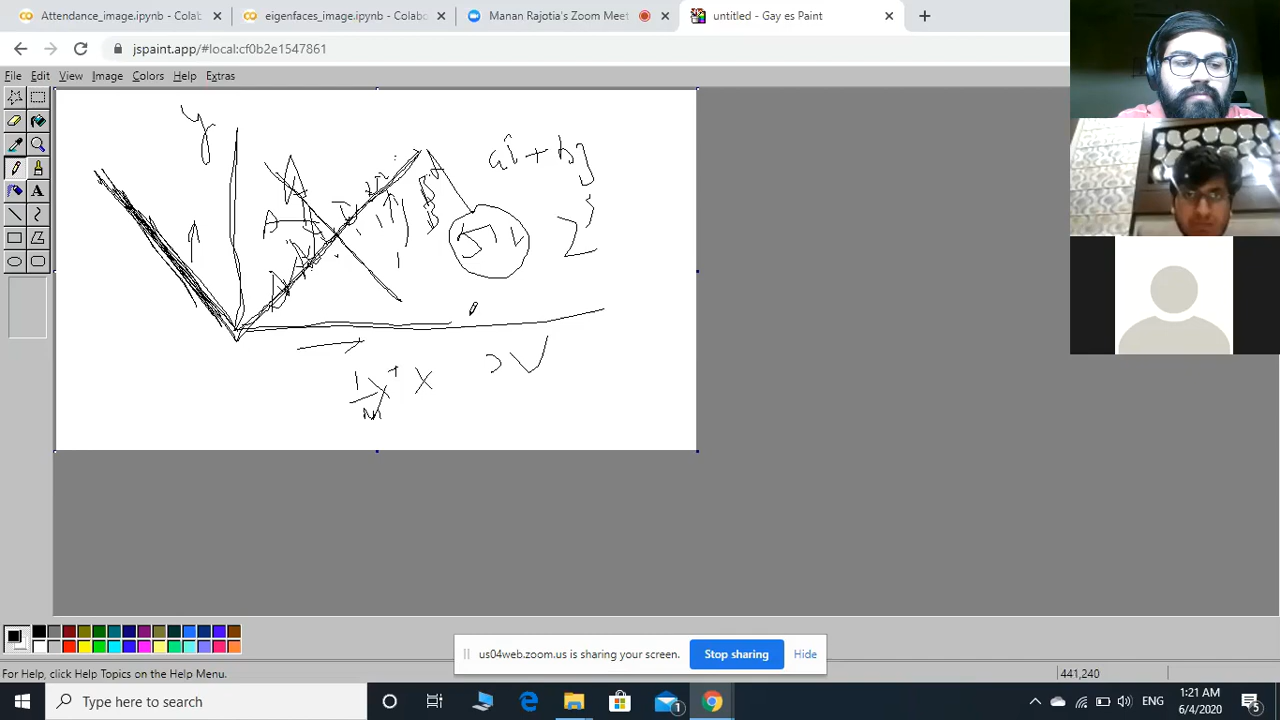 Attendance_image.ipynb - Colab
eigenfaces_image.ipynb - Colab
Manan Rajotia's Zoom Meet
untitled - Gay es Paint
jspaint.app/#local:cf0b2e1547861
File Edit View Image Colors Help Extras
y
ai + bj
1
m
X
us04web.zoom.us is sharing your screen.
Stop sharing
Hide
For Help, click Help Topics on the Help Menu.
441,240
Type here to search
1
ENG
1:21 AM
6/4/2020
5